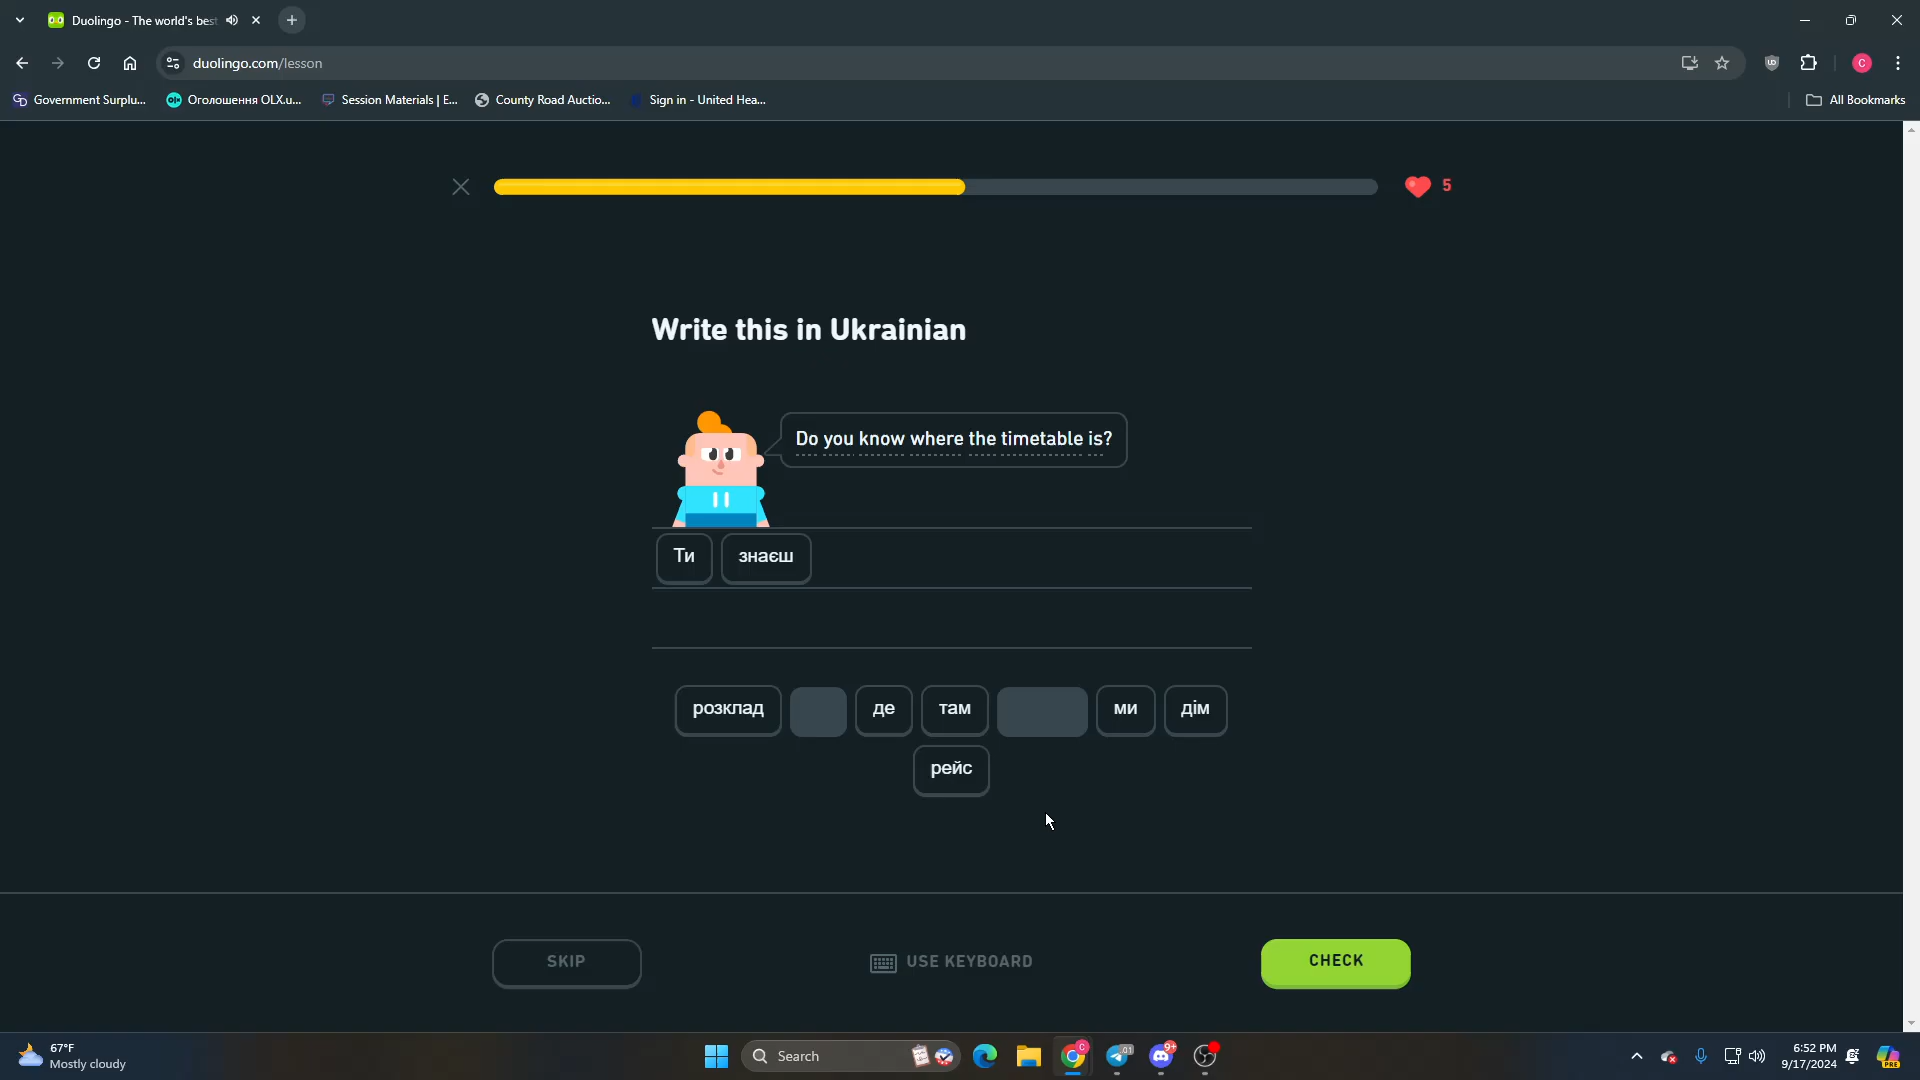 Duolingo - The world's best
duolingo.com/lesson
Government Surplu... Оголошення OLX.u... Session Materials | E... County Road Auctio... Sign in - United Hea... All Bookmarks
5
Write this in Ukrainian
Do you know where the timetable is?
Ти знаєш
розклад де там ми дім
рейс
SKIP USE KEYBOARD CHECK
67°F
Mostly cloudy
Search
.01
9+
6:52 PM
9/17/2024